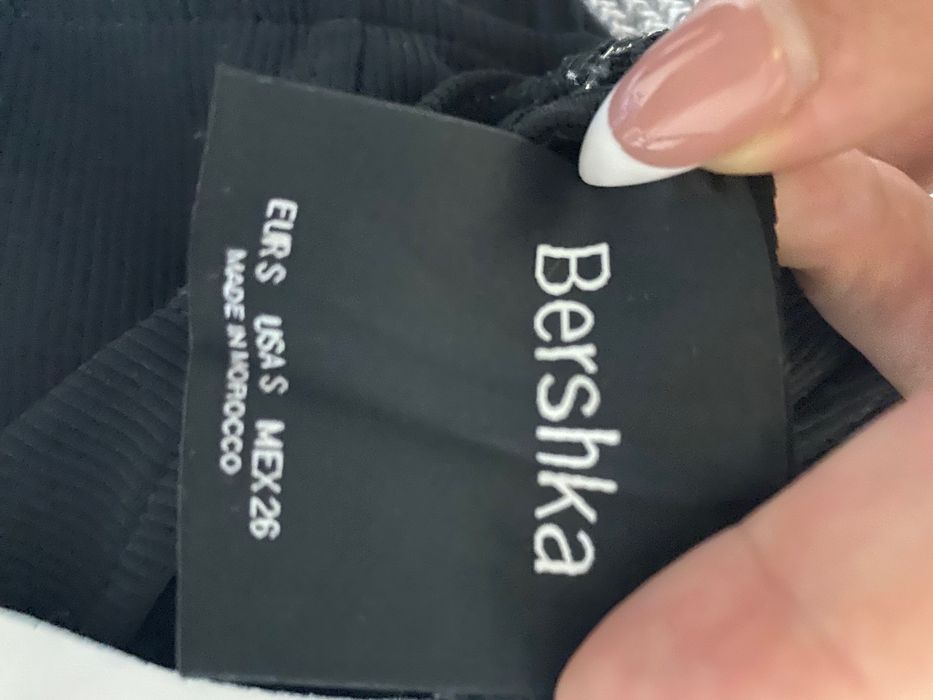 Bershka
EUR S USA S MEX 26
MADE IN MOROCCO